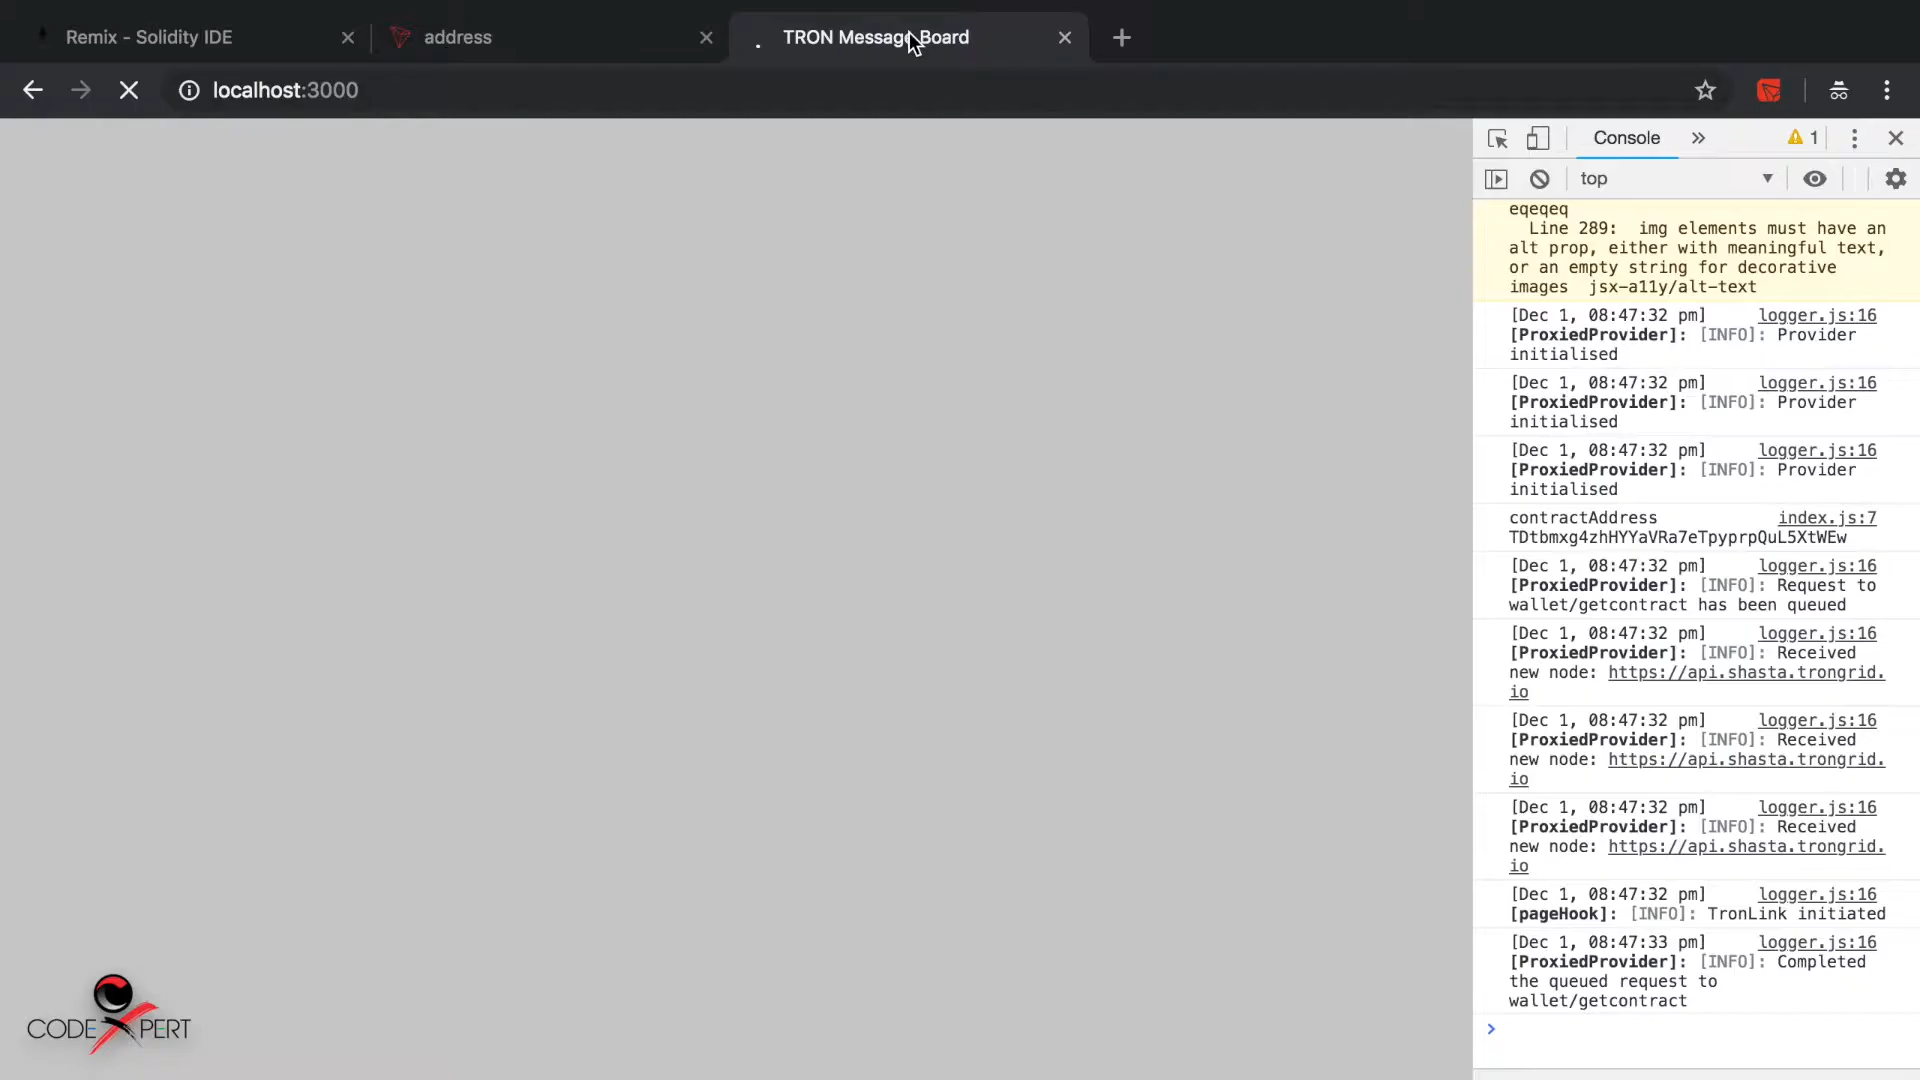 Remix - Solidity IDE
address
TRON Message Board
localhost:3000
Console
1
top
eqeqeq
Line 289:  img elements must have an
alt prop, either with meaningful text,
or an empty string for decorative
images  jsx-a11y/alt-text
[Dec 1, 08:47:32 pm] logger.js:16
[ProxiedProvider]: [INFO]: Provider
initialised
[Dec 1, 08:47:32 pm] logger.js:16
[ProxiedProvider]: [INFO]: Provider
initialised
[Dec 1, 08:47:32 pm] logger.js:16
[ProxiedProvider]: [INFO]: Provider
initialised
contractAddress index.js:7
TDtbmxg4zhHYYaVRa7eTpyprpQuL5XtWEw
[Dec 1, 08:47:32 pm] logger.js:16
[ProxiedProvider]: [INFO]: Request to
wallet/getcontract has been queued
[Dec 1, 08:47:32 pm] logger.js:16
[ProxiedProvider]: [INFO]: Received
new node: https://api.shasta.trongrid.
io
[Dec 1, 08:47:32 pm] logger.js:16
[ProxiedProvider]: [INFO]: Received
new node: https://api.shasta.trongrid.
io
[Dec 1, 08:47:32 pm] logger.js:16
[ProxiedProvider]: [INFO]: Received
new node: https://api.shasta.trongrid.
io
[Dec 1, 08:47:32 pm] logger.js:16
[pageHook]: [INFO]: TronLink initiated
[Dec 1, 08:47:33 pm] logger.js:16
[ProxiedProvider]: [INFO]: Completed
the queued request to
wallet/getcontract
CODEXPERT